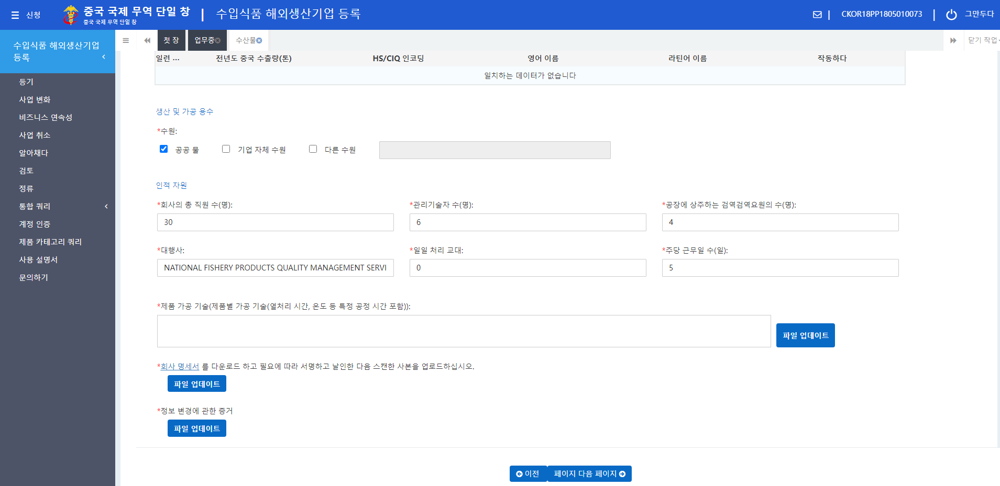 신청
중국 국제 무역 단일 창
중국 국제 무역 단일 창
수입식품 해외생산기업 등록
CKOR18PP1805010073
그만두다
수입식품 해외생산기업
등록
첫 장
업무중
수산물
닫기 작업
등기
사업 변화
비즈니스 연속성
사업 취소
알아채다
검토
정류
통합 쿼리
계정 인증
제품 카테고리 쿼리
사용 설명서
문의하기
일련 ... 전년도 중국 수출량(톤) HS/CIQ 인코딩 영어 이름 라틴어 이름 작동하다
일치하는 데이터가 없습니다
생산 및 가공 용수
*수원:
공공 물 기업 자체 수원 다른 수원
인적 자원
*회사의 총 직원 수(명): *관리기술자 수(명): *공장에 상주하는 검역검역요원의 수(명):
30 6 4
*대행사: *일일 처리 교대: *주당 근무일 수(일):
NATIONAL FISHERY PRODUCTS QUALITY MANAGEMENT SERVI 0 5
*제품 가공 기술(제품별 가공 기술(열처리 시간, 온도 등 특정 공정 시간 포함)):
파일 업데이트
*회사 명세서 를 다운로드 하고 필요에 따라 서명하고 날인한 다음 스캔한 사본을 업로드하십시오.
파일 업데이트
*정보 변경에 관한 증거
파일 업데이트
이전 페이지 다음 페이지